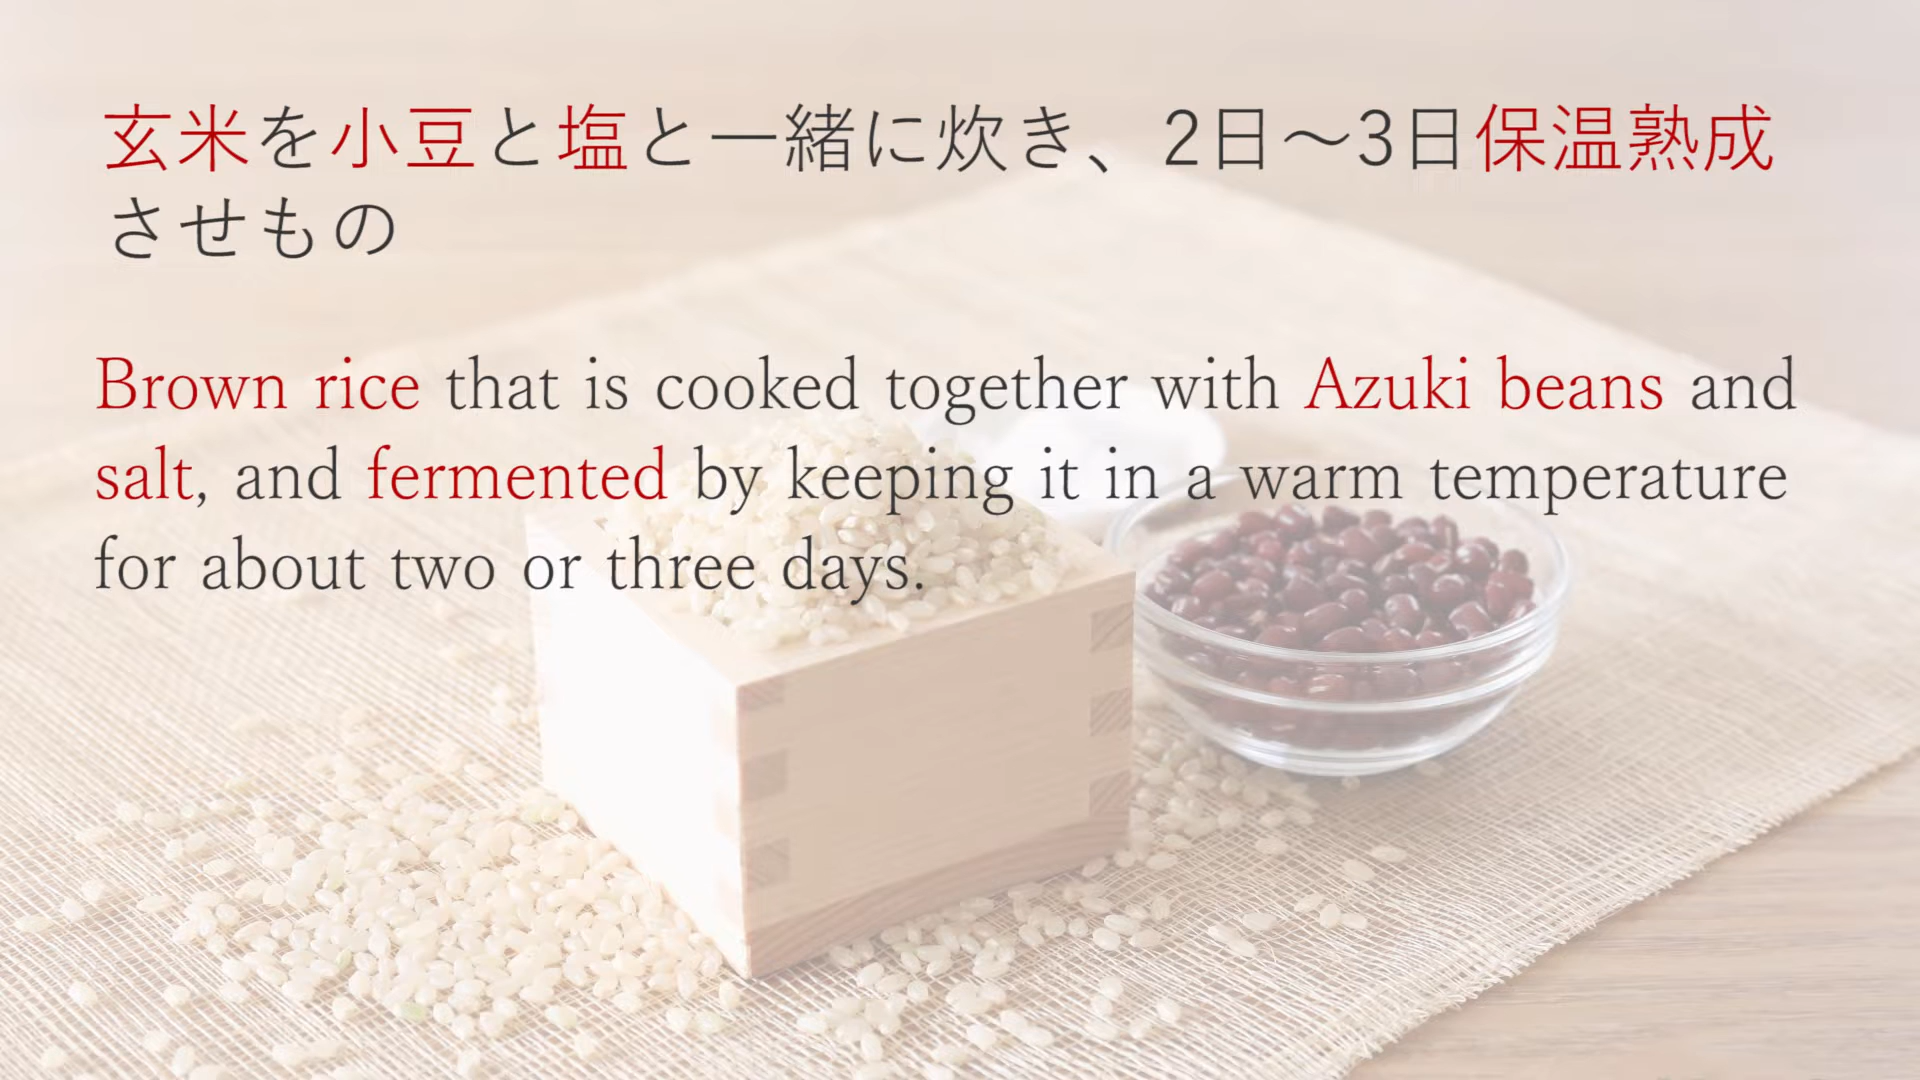 玄米を小豆と塩と一緒に炊き、2日～3日保温熟成
させもの
Brown rice that is cooked together with Azuki beans and
salt, and fermented by keeping it in a warm temperature
for about two or three days.